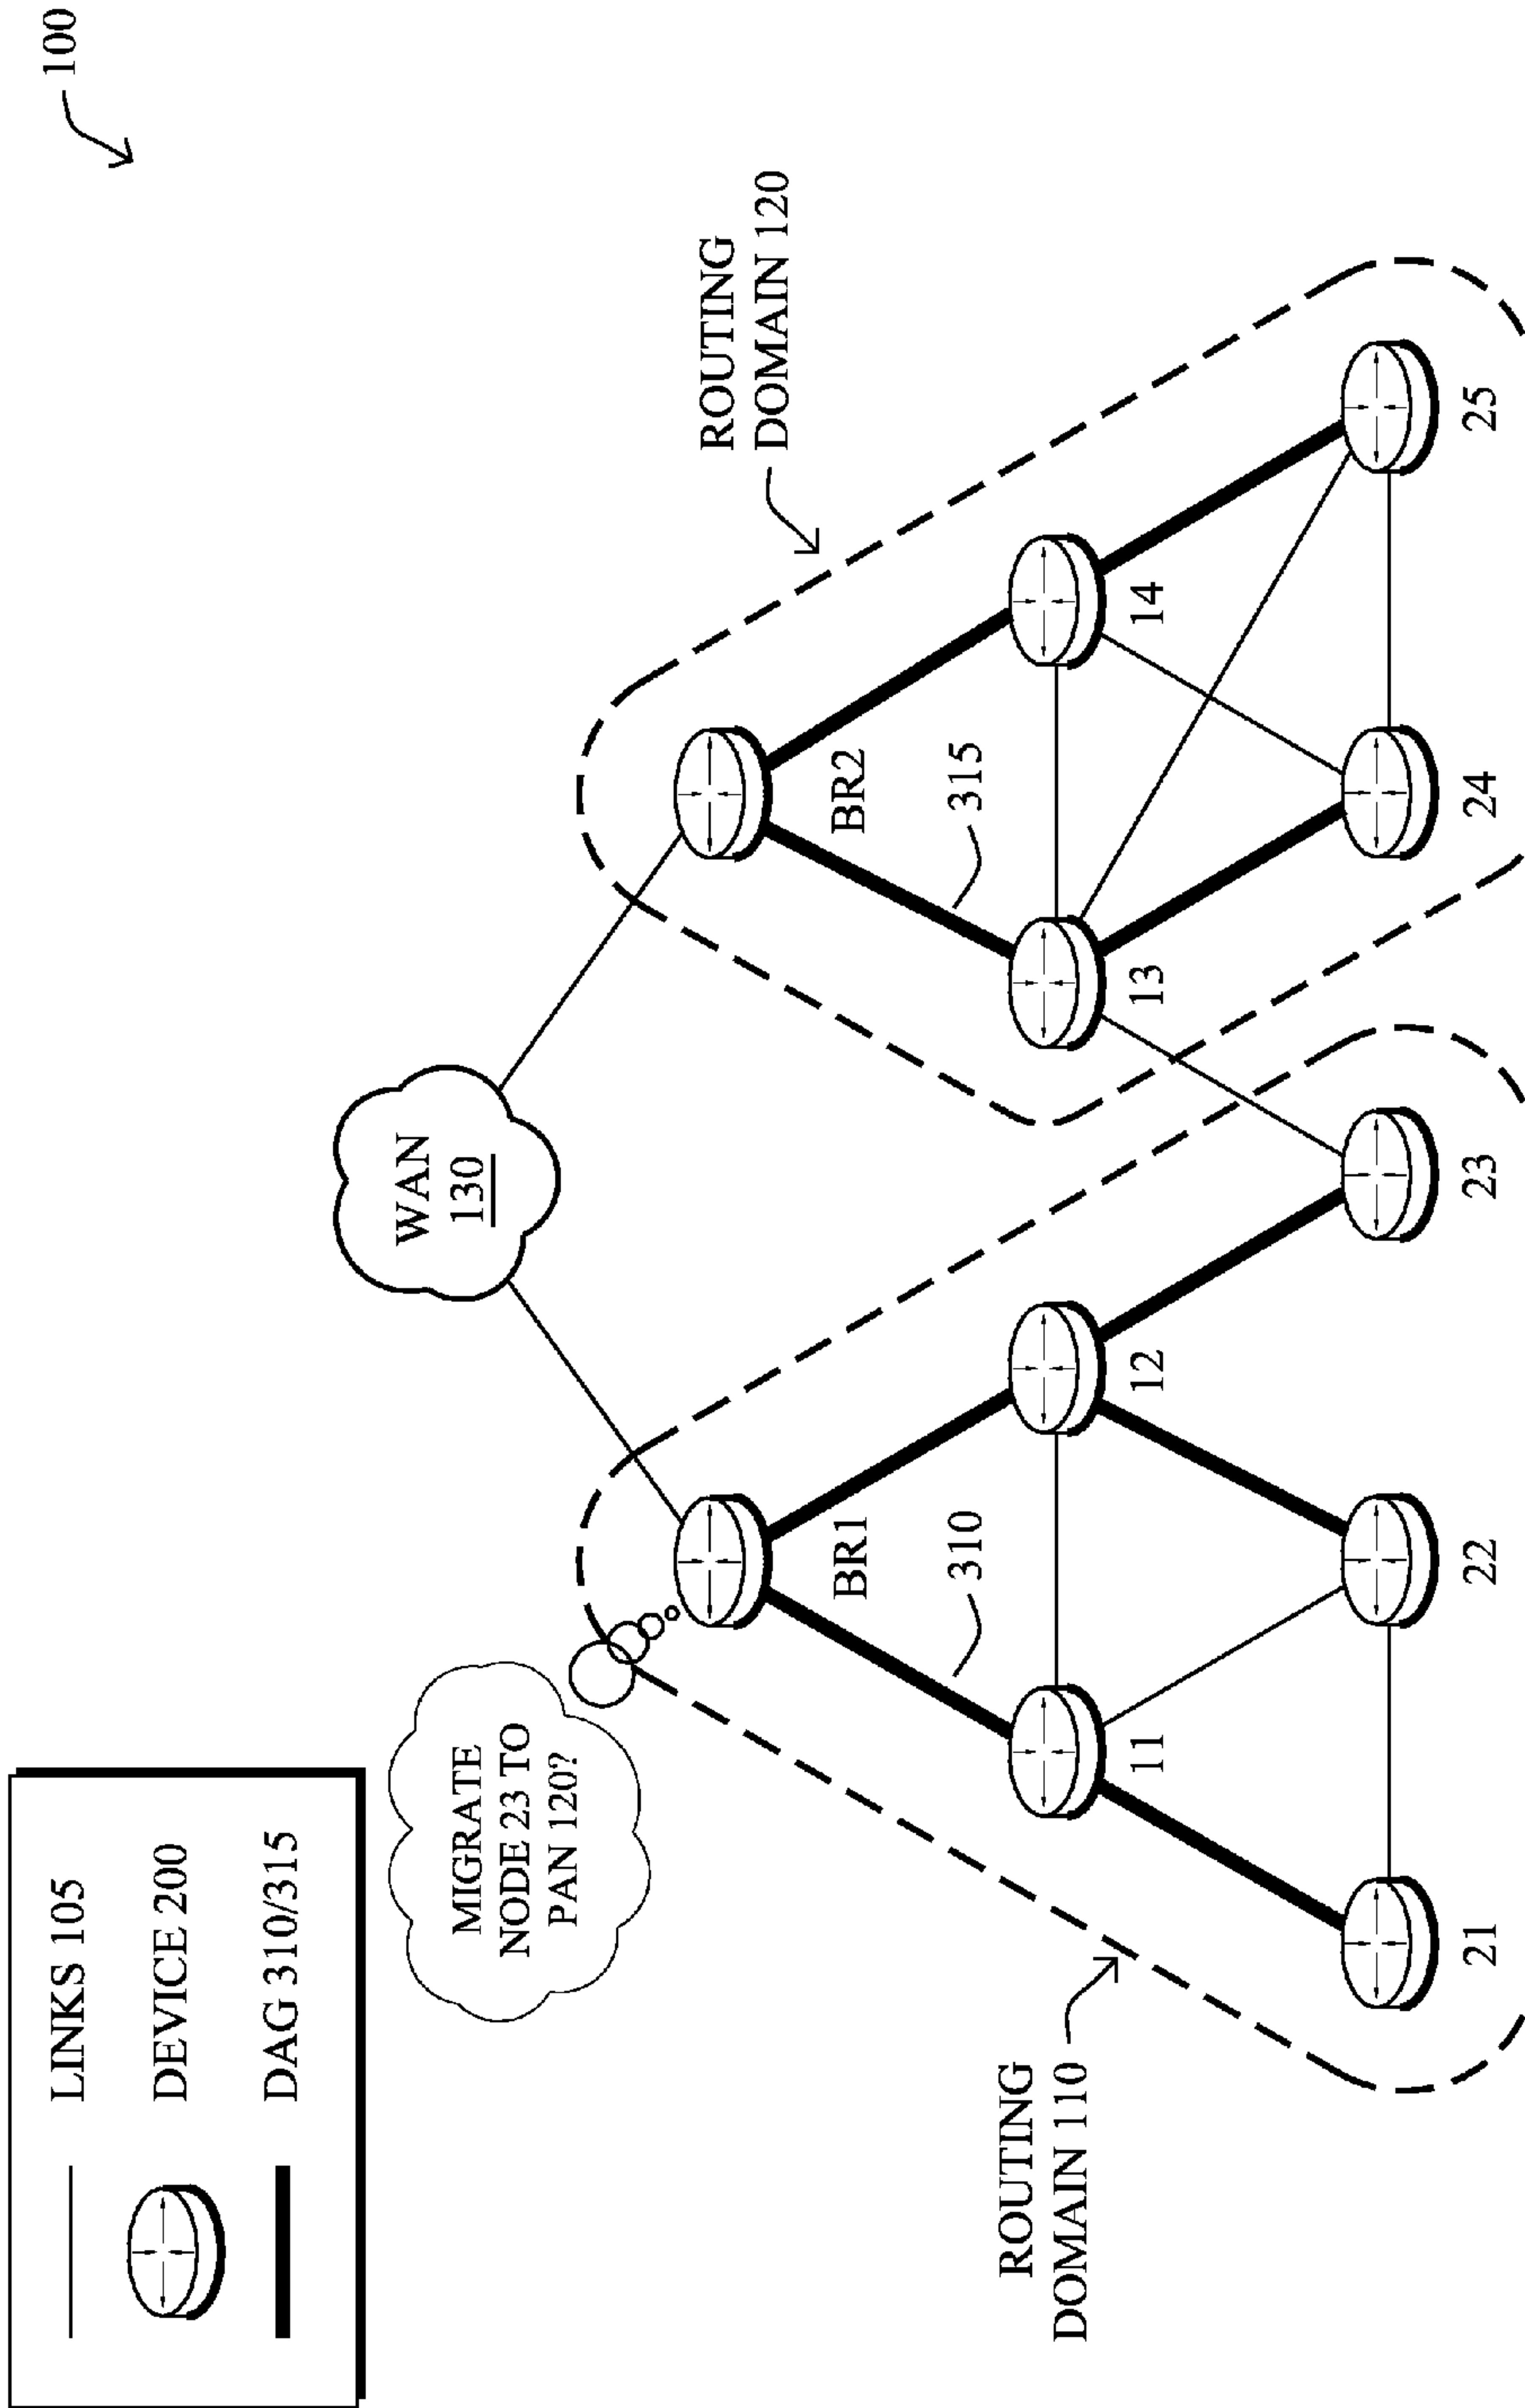 LINKS 105
DEVICE 200
DAG 310/315
100
WAN
130
MIGRATE
NODE 23 TO
PAN 120?
ROUTING
DOMAIN 120
BR1
BR2
310
315
ROUTING
DOMAIN 110
11
12
13
14
21
22
23
24
25